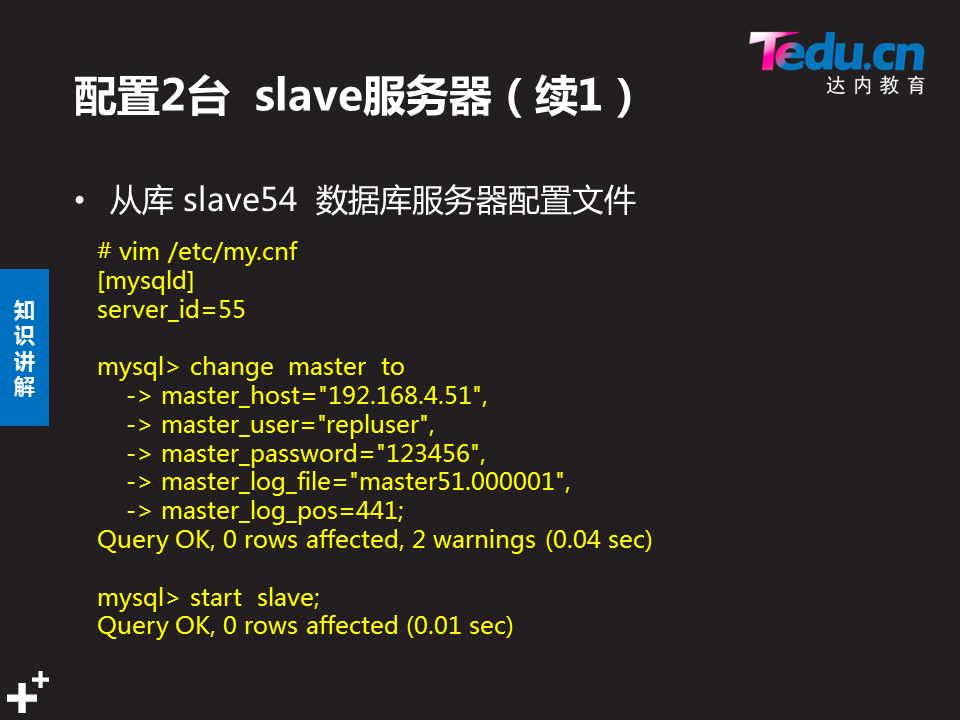 Tedu.cn
达内教育
配置2台 slave服务器（续1）
• 从库 slave54 数据库服务器配置文件
# vim /etc/my.cnf
[mysqld]
server_id=55
mysql> change master to
-> master_host="192.168.4.51",
-> master_user="repluser",
-> master_password="123456",
-> master_log_file="master51.000001",
-> master_log_pos=441;
Query OK, 0 rows affected, 2 warnings (0.04 sec)
mysql> start slave;
Query OK, 0 rows affected (0.01 sec)
知识讲解